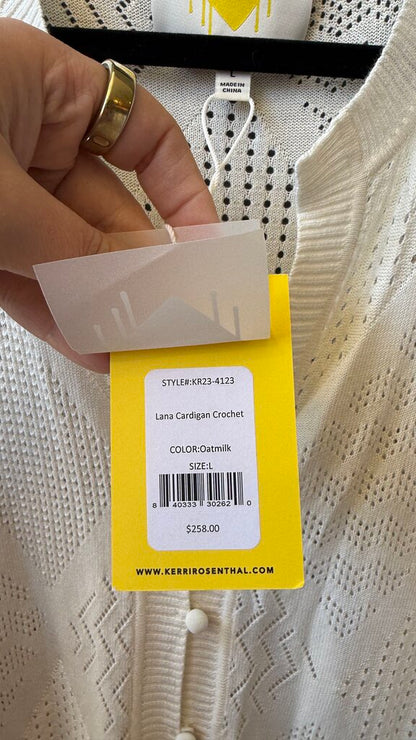 L
MADE IN
CHINA
STYLE#:KR23-4123
Lana Cardigan Crochet
COLOR:Oatmilk
SIZE:L
8 40333 30262 0
$258.00
WWW.KERRIROSENTHAL.COM